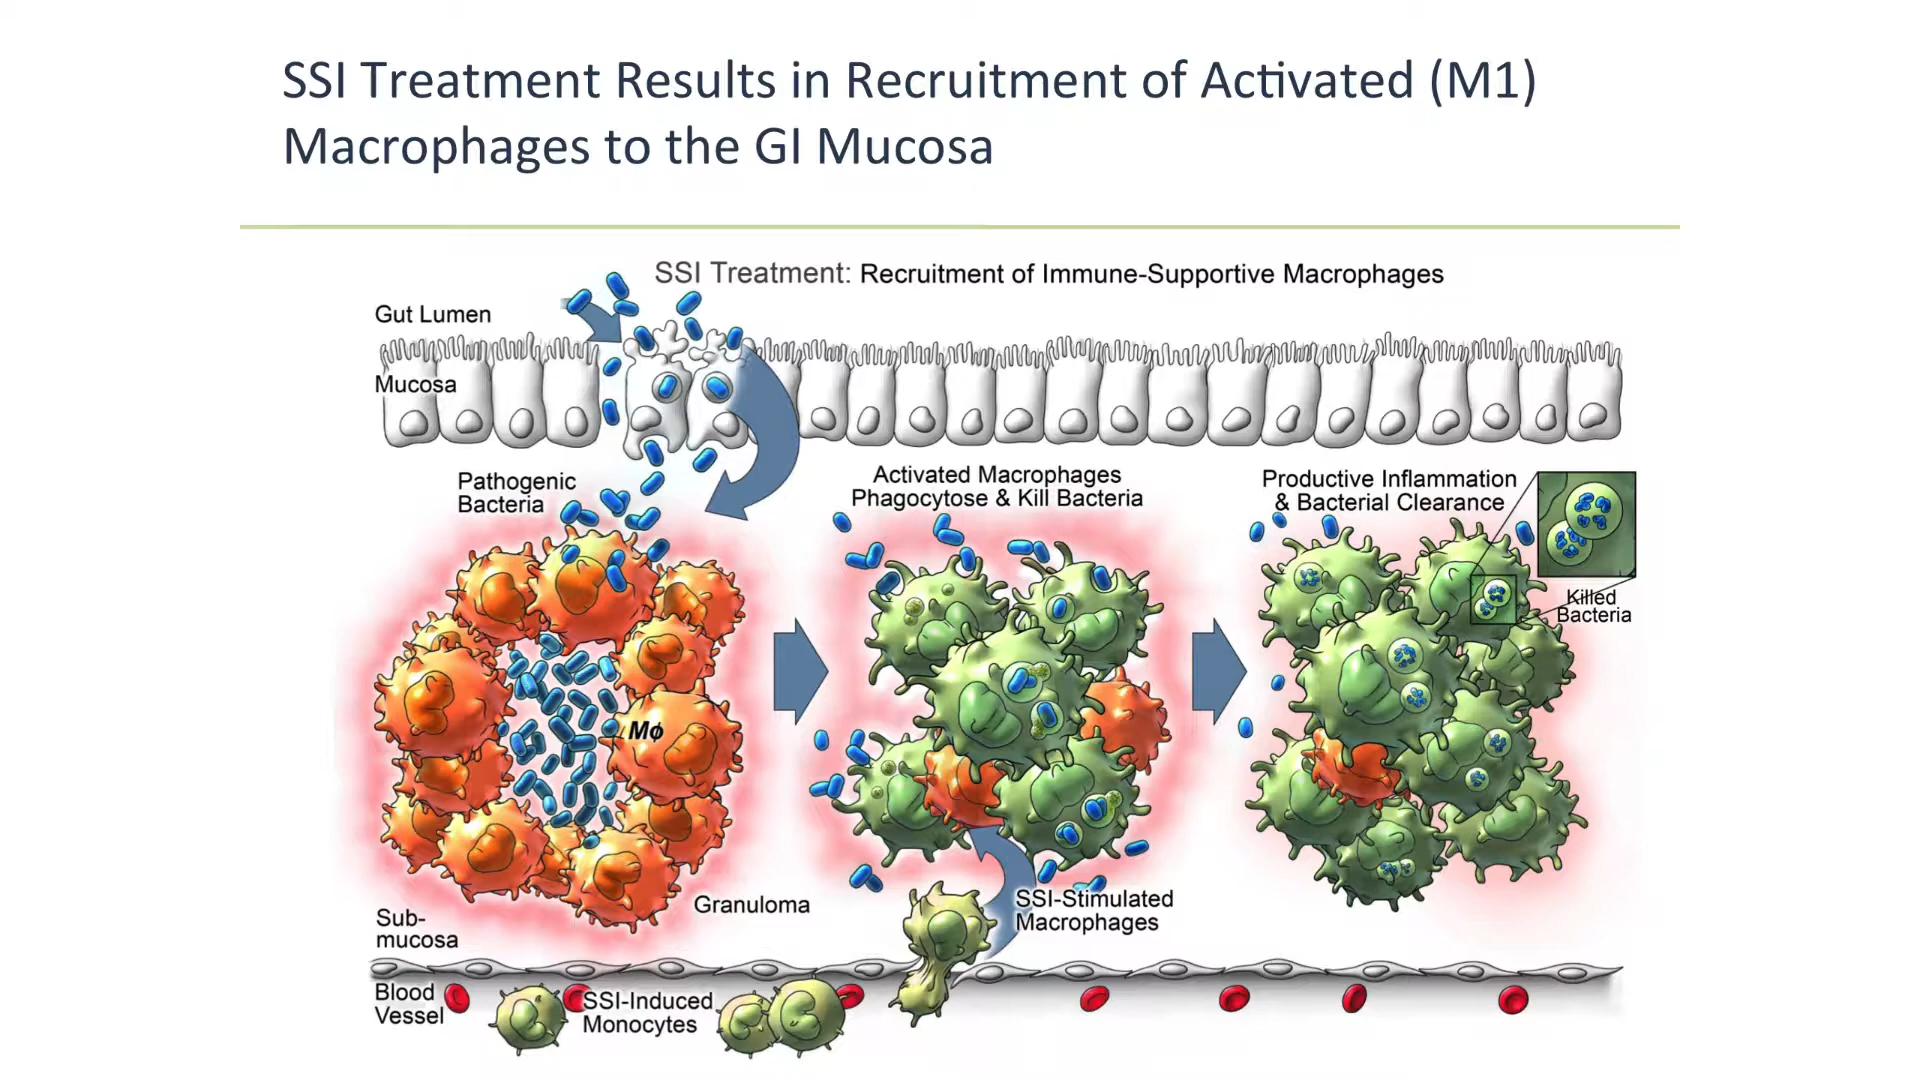 SSI Treatment Results in Recruitment of Activated (M1)
Macrophages to the GI Mucosa
SSI Treatment: Recruitment of Immune-Supportive Macrophages
Gut Lumen
Mucosa
Pathogenic
Bacteria
Activated Macrophages
Phagocytose & Kill Bacteria
Productive Inflammation
& Bacterial Clearance
Killed
Bacteria
Mϕ
Granuloma
SSI-Stimulated
Macrophages
Sub-
mucosa
Blood
Vessel
SSI-Induced
Monocytes